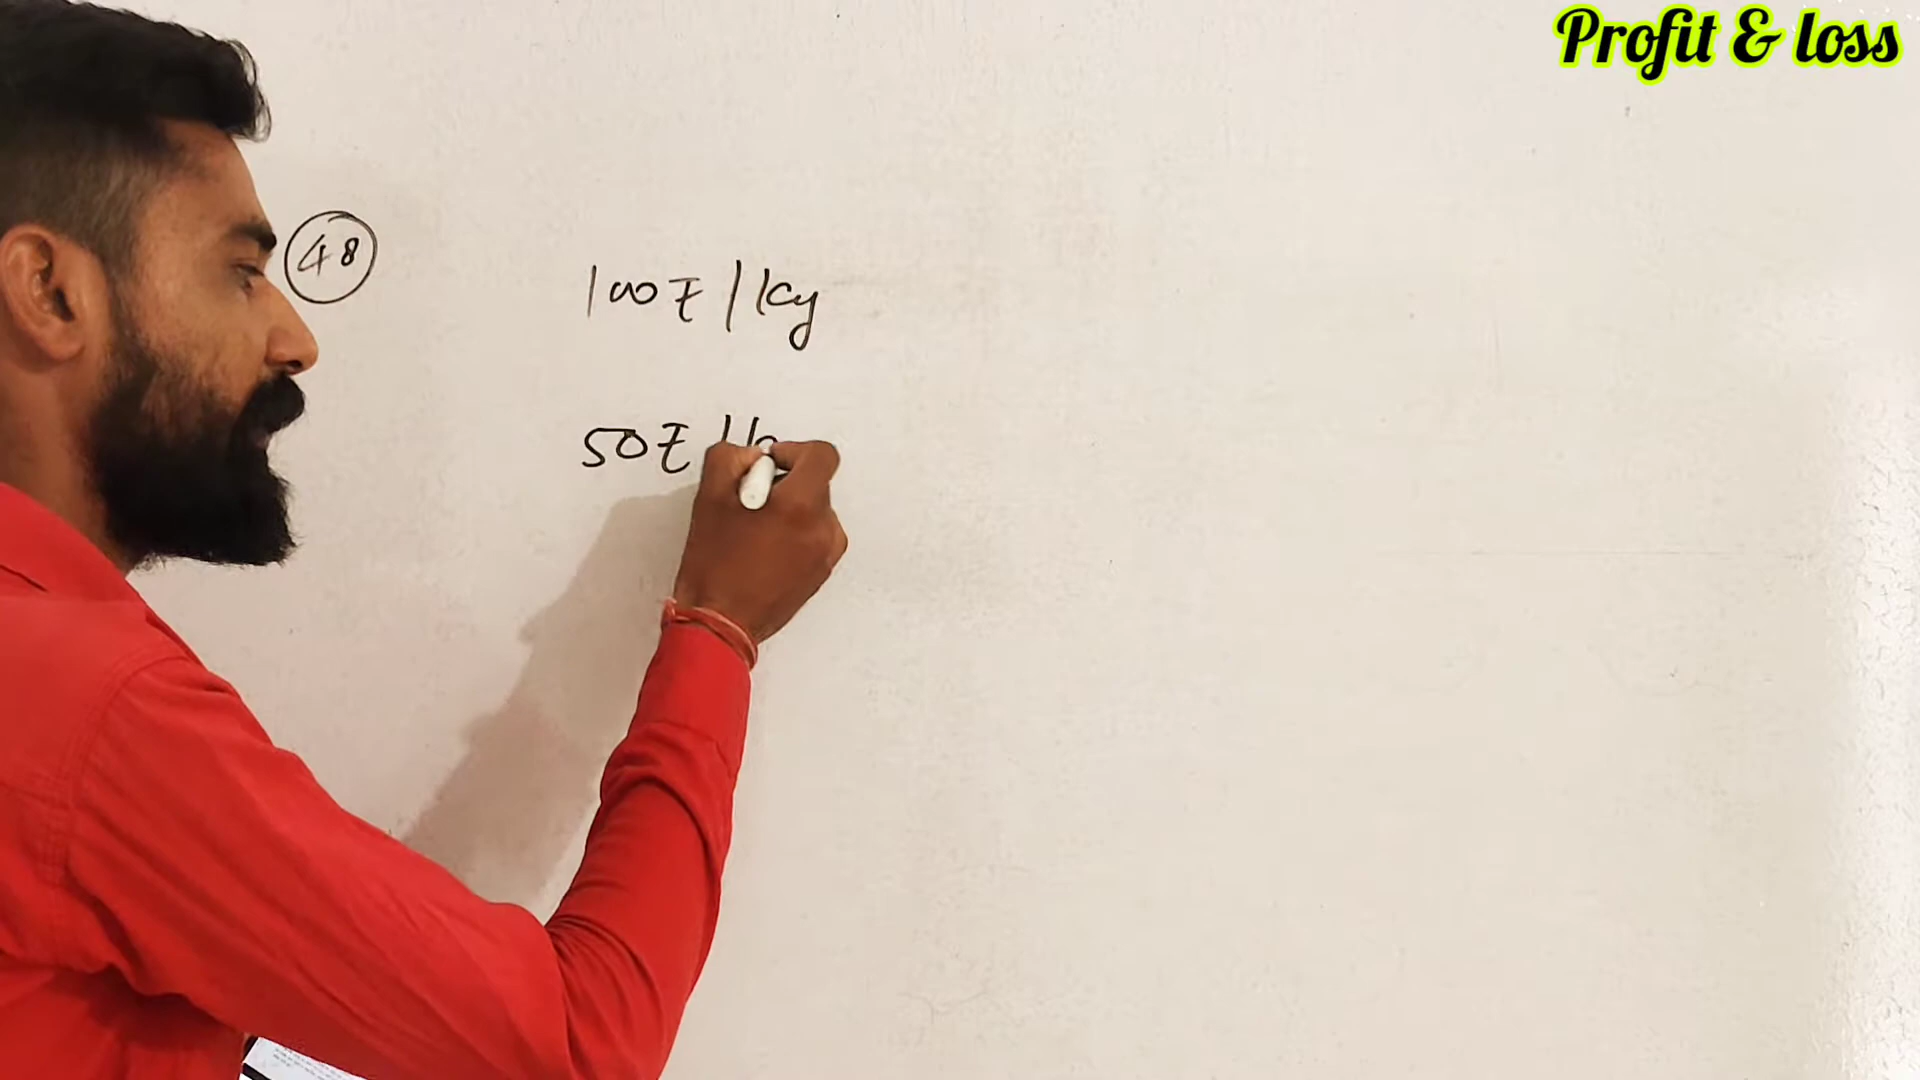 Profit & loss
48
100₹ / kg
50₹ / k